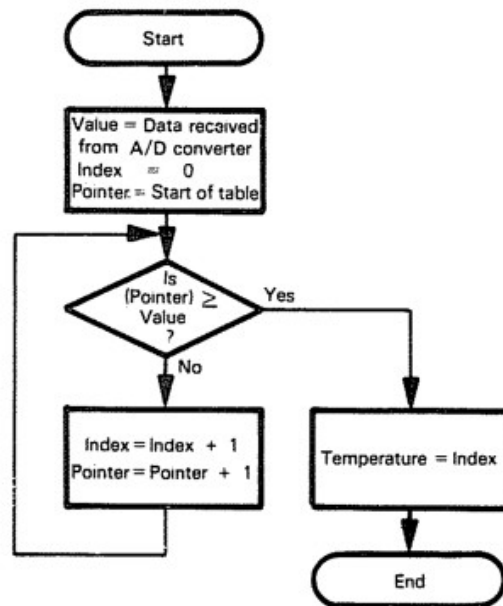 Start
Value = Data received
from A/D converter
Index = 0
Pointer = Start of table
Is
(Pointer) ≥
Value
?
Yes
No
Index = Index + 1
Pointer = Pointer + 1
Temperature = Index
End